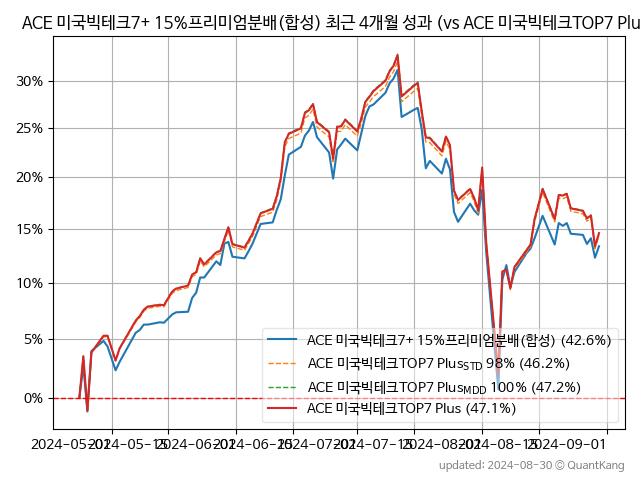 ACE 미국빅테크7+ 15%프리미엄분배(합성) 최근 4개월 성과 (vs ACE 미국빅테크TOP7 Plu
30%
25%
20%
15%
10%
5%
0%
ACE 미국빅테크7+ 15%프리미엄분배(합성) (42.6%)
ACE 미국빅테크TOP7 PlusSTD 98% (46.2%)
ACE 미국빅테크TOP7 PlusMDD 100% (47.2%)
ACE 미국빅테크TOP7 Plus (47.1%)
2024-05-01 2024-05-15 2024-06-01 2024-06-15 2024-07-01 2024-07-15 2024-08-01 2024-08-15 2024-09-01
updated: 2024-08-30 © QuantKang